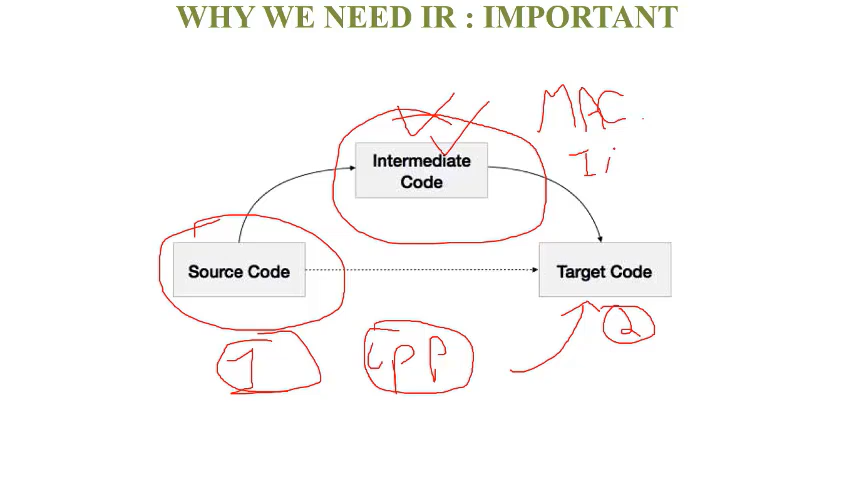 WHY WE NEED IR : IMPORTANT
MAC
Intermediate
Code
Source Code
Target Code
2
1
CPP